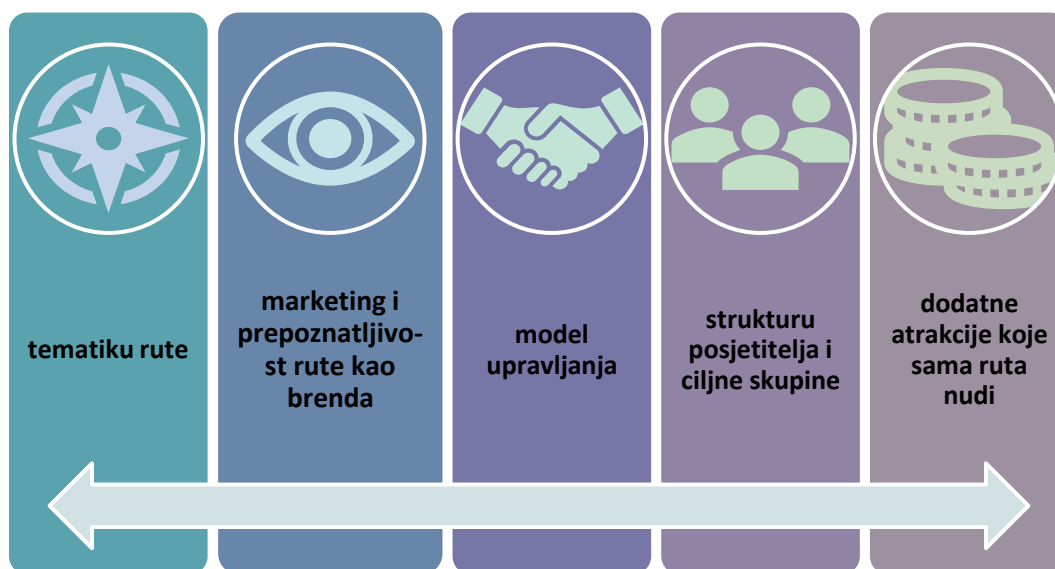 tematiku rute
marketing i
prepoznatljivo-
st rute kao
brenda
model
upravljanja
strukturu
posjetitelja i
ciljne skupine
dodatne
atrakcije koje
sama ruta
nudi